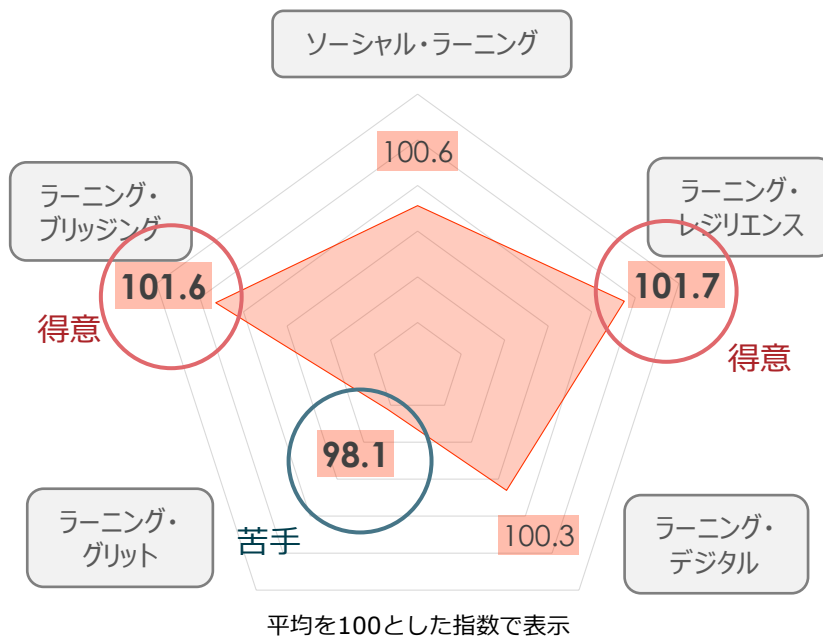 ソーシャル・ラーニング
100.6
ラーニング・
ブリッジング
101.6
得意
ラーニング・
レジリエンス
101.7
得意
98.1
苦手
ラーニング・
グリット
100.3
ラーニング・
デジタル
平均を100とした指数で表示